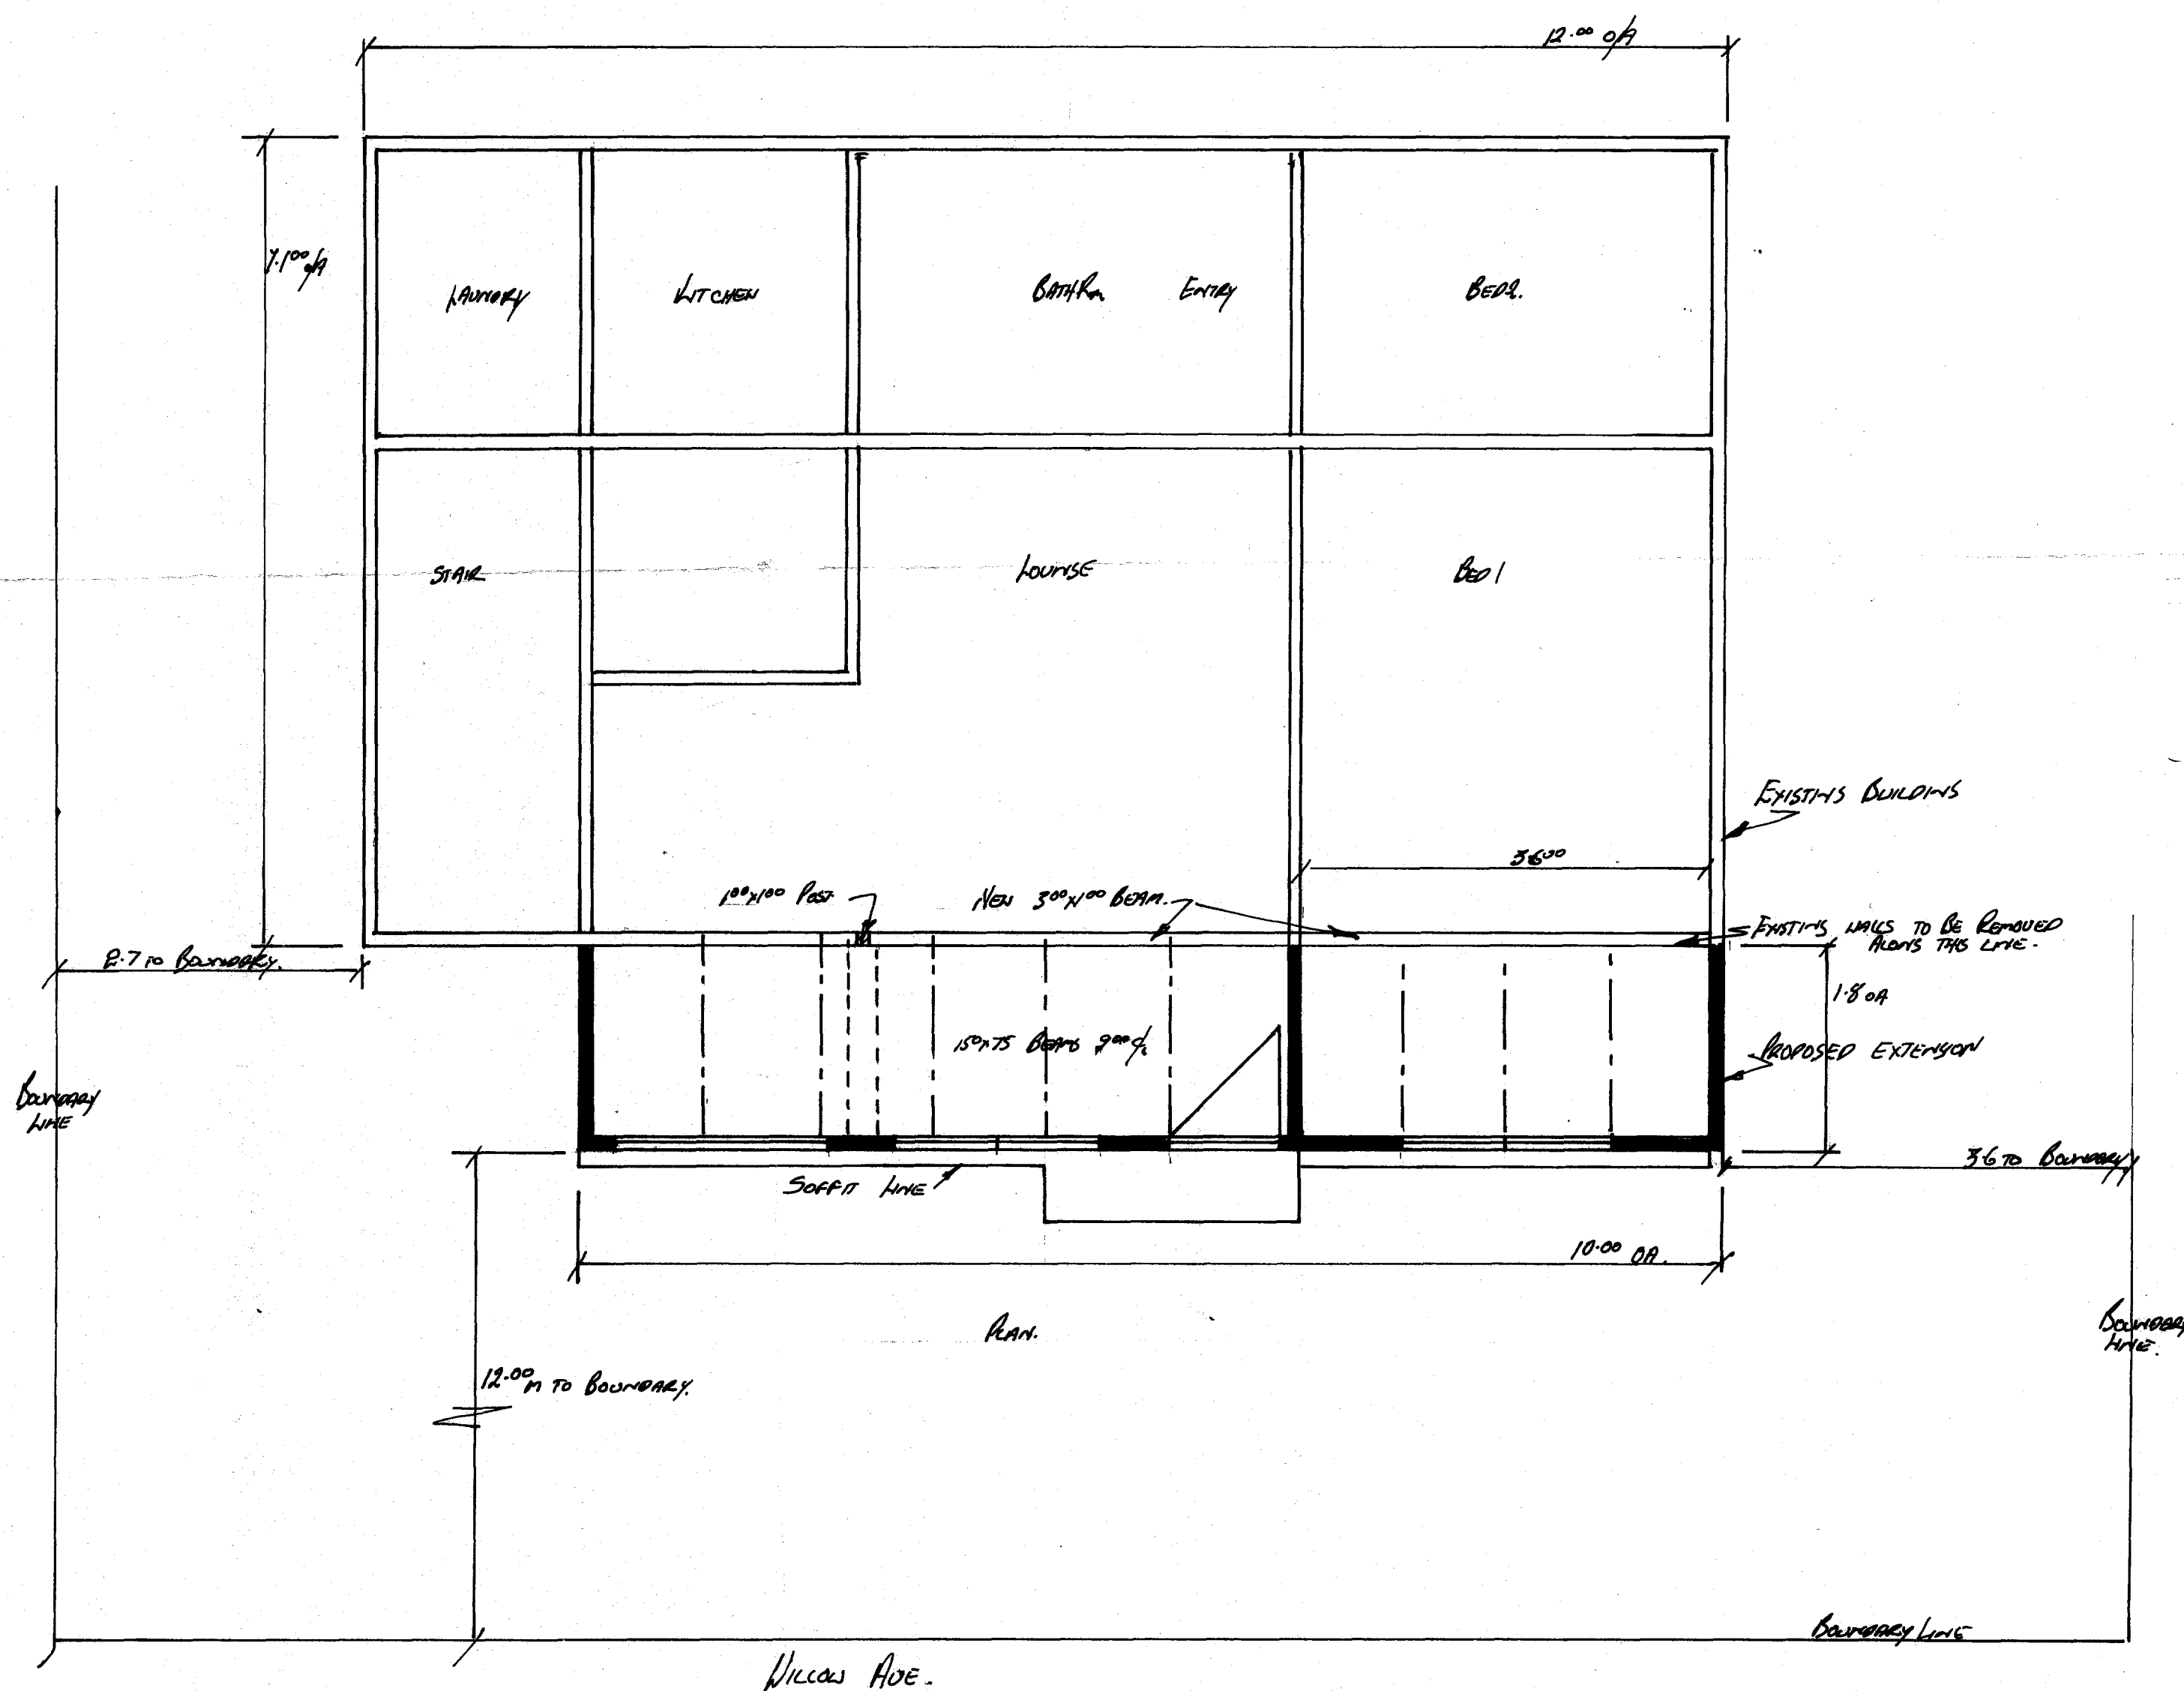 12.00 O/A
7.100 O/A
LAUNDRY
KITCHEN
BATHRM
ENTRY
BED2.
STAIR
LOUNGE
BED 1
EXISTING BUILDING
3600
100x100 POST.
NEW 300x100 BEAM.
EXISTING WALLS TO BE REMOVED
ALONG THIS LINE.
2.7 TO BOUNDARY.
1.8 OA
150x75 BEAMS 900 C/L
PROPOSED EXTENSION
BOUNDARY
LINE
3.6 TO BOUNDARY
SOFFIT LINE
10.00 OA.
PLAN.
BOUNDARY
LINE.
12.00 M TO BOUNDARY.
BOUNDARY LINE
WILLOW AVE.